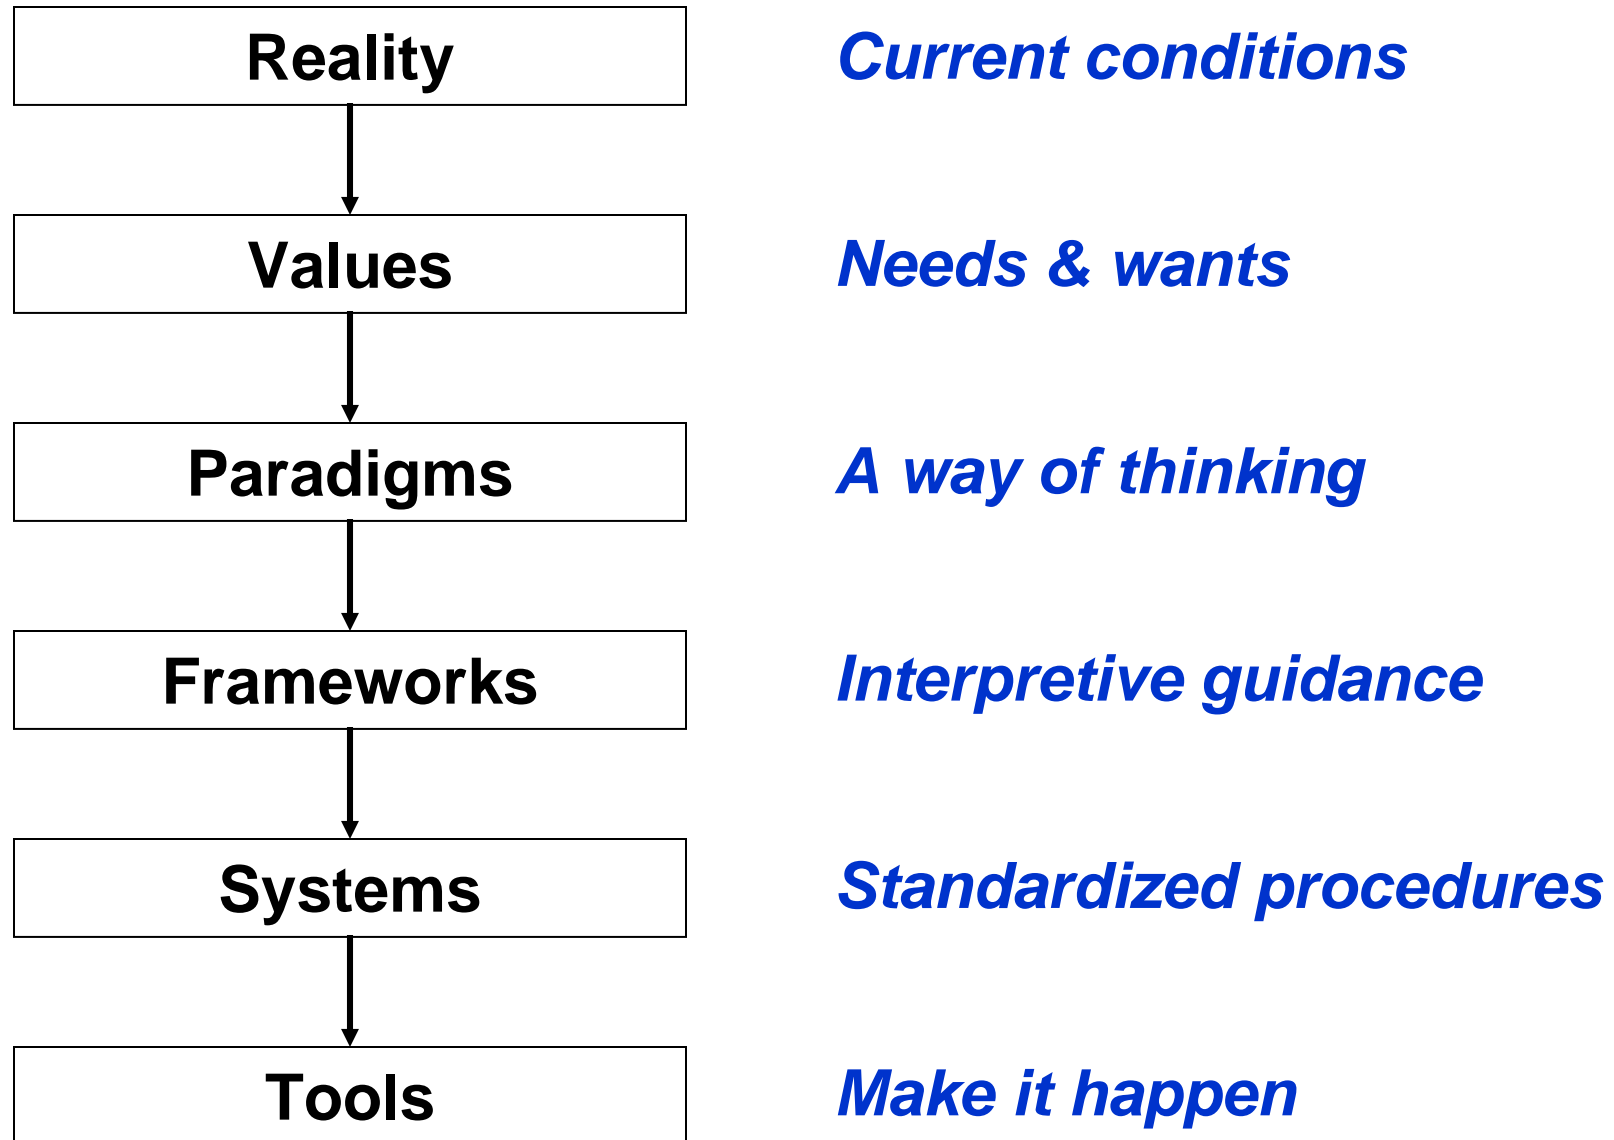 Reality
Current conditions
Values
Needs & wants
Paradigms
A way of thinking
Frameworks
Interpretive guidance
Systems
Standardized procedures
Tools
Make it happen